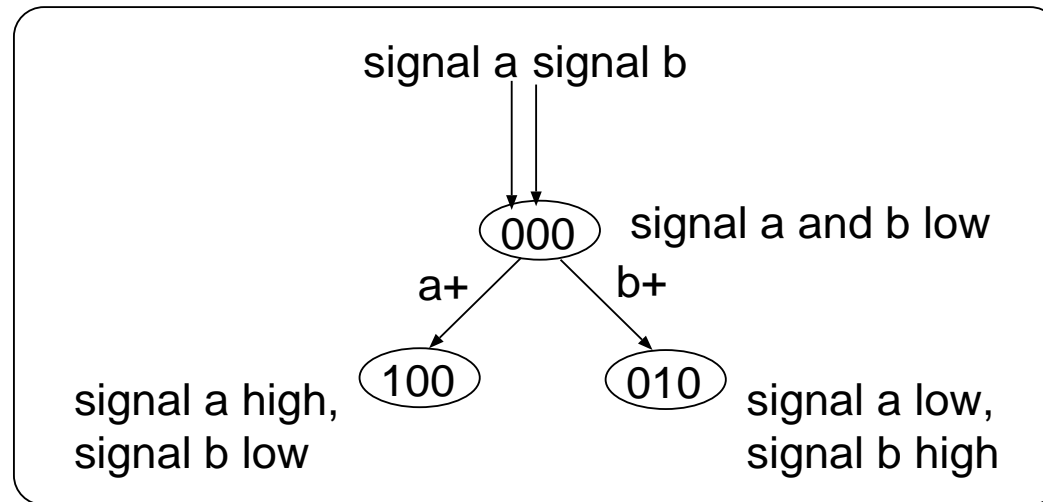 signal a signal b
000
signal a and b low
a+
b+
100
010
signal a high,
signal b low
signal a low,
signal b high